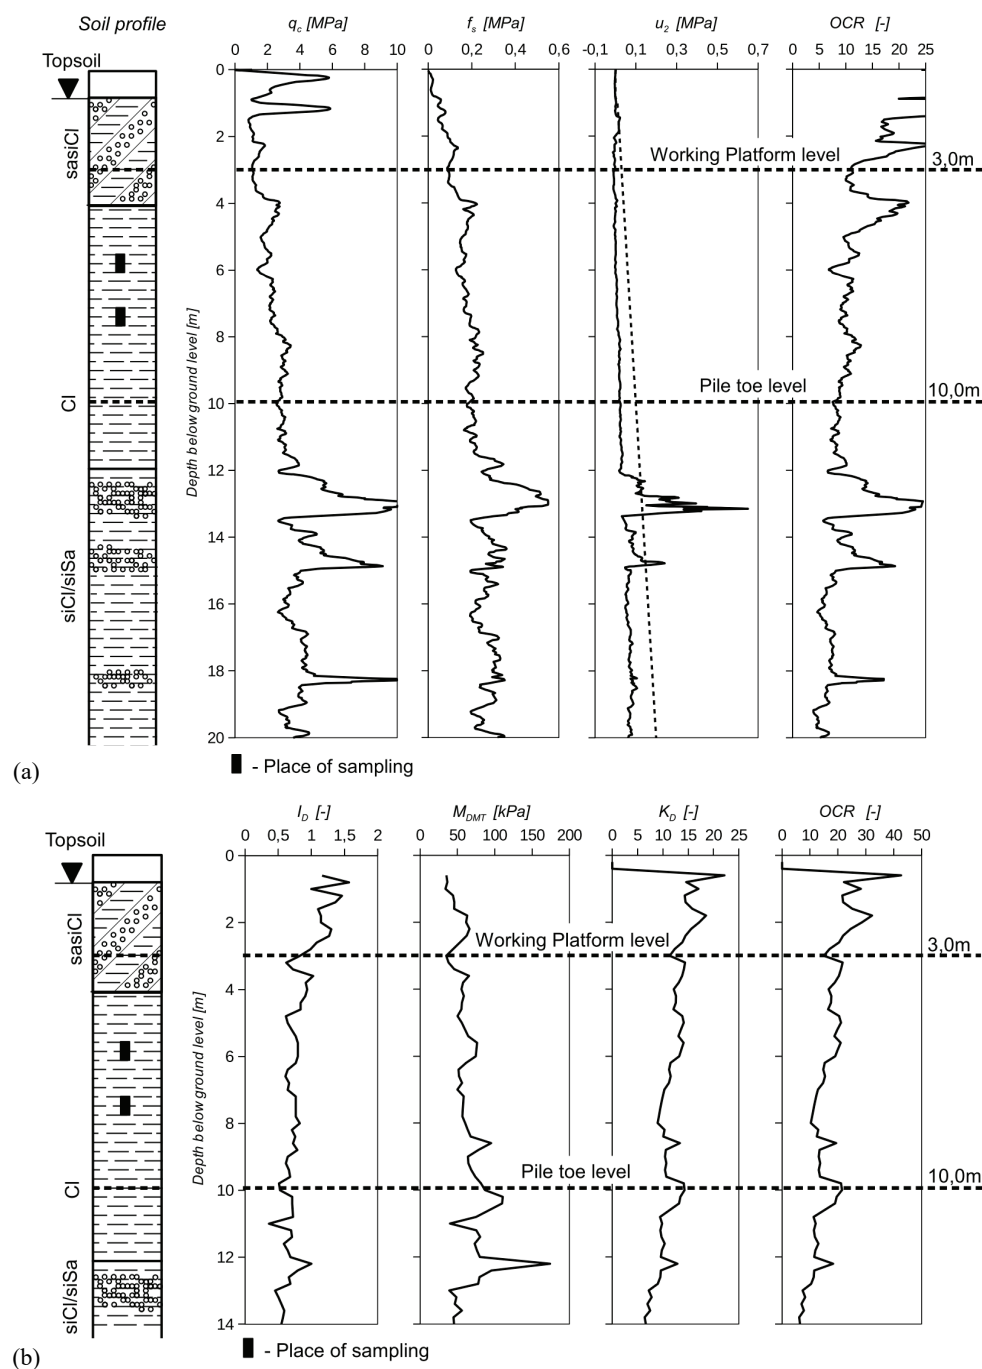 Soil profile
q_c [MPa] f_s [MPa] u_2 [MPa] OCR [-]
0 2 4 6 8 10 0 0,2 0,4 0,6 -0,1 0,1 0,3 0,5 0,7 0 5 10 15 20 25
Topsoil
0
2
Working Platform level
3,0m
sasiCl
4
6
8
Depth below ground level [m]
Pile toe level
10,0m
Cl
10
12
14
siCl/siSa
16
18
20
(a)
- Place of sampling
I_D [-] M_DMT [kPa] K_D [-] OCR [-]
Topsoil
0 0,5 1 1,5 2 0 50 100 150 200 0 5 10 15 20 25 0 10 20 30 40 50
0
2
sasiCl
Working Platform level
3,0m
4
6
Depth below ground level [m]
8
Pile toe level
10,0m
Cl
10
12
siCl/siSa
14
(b)
- Place of sampling